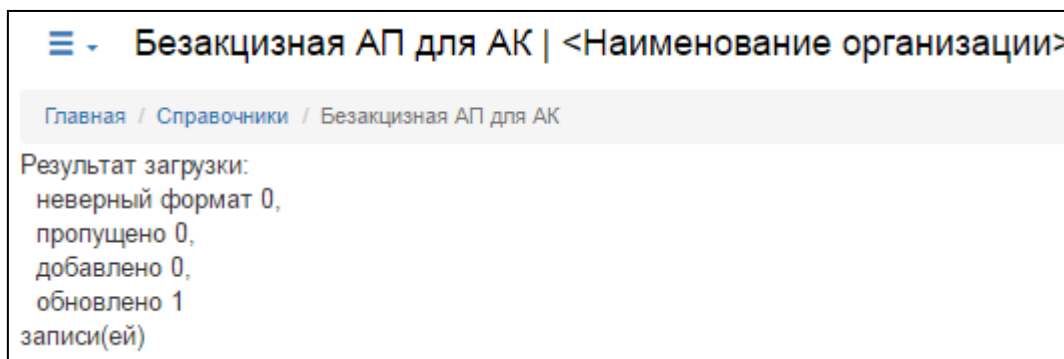 Безакцизная АП для АК | <Наименование организации>
Главная / Справочники / Безакцизная АП для АК
Результат загрузки:
неверный формат 0,
пропущено 0,
добавлено 0,
обновлено 1
записи(ей)